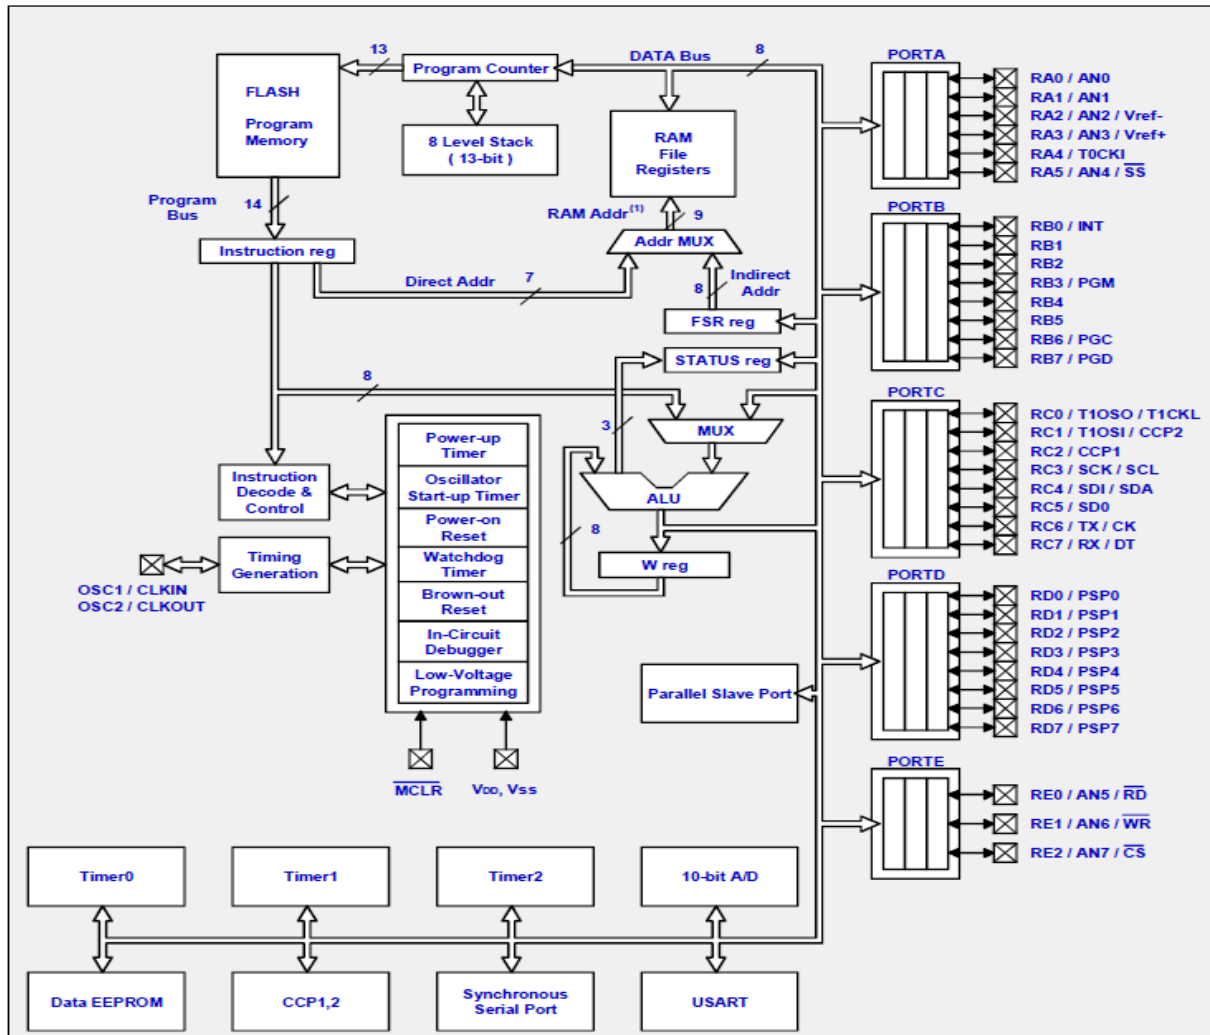 13
DATA Bus
8
PORTA
FLASH
Program
Memory
Program Counter
8 Level Stack
( 13-bit )
RAM
File
Registers
RA0 / AN0
RA1 / AN1
RA2 / AN2 / Vref-
RA3 / AN3 / Vref+
RA4 / T0CKI
RA5 / AN4 / SS
Program
Bus
14
RAM Addr(1)
9
PORTB
Instruction reg
Addr MUX
Direct Addr
7
8
Indirect
Addr
FSR reg
STATUS reg
RB0 / INT
RB1
RB2
RB3 / PGM
RB4
RB5
RB6 / PGC
RB7 / PGD
8
3
MUX
ALU
8
W reg
PORTC
RC0 / T1OSO / T1CKL
RC1 / T1OSI / CCP2
RC2 / CCP1
RC3 / SCK / SCL
RC4 / SDI / SDA
RC5 / SD0
RC6 / TX / CK
RC7 / RX / DT
Power-up
Timer
Oscillator
Start-up Timer
Power-on
Reset
Watchdog
Timer
Brown-out
Reset
In-Circuit
Debugger
Low-Voltage
Programming
Instruction
Decode &
Control
Timing
Generation
OSC1 / CLKIN
OSC2 / CLKOUT
MCLR
VDD, VSS
Parallel Slave Port
PORTD
RD0 / PSP0
RD1 / PSP1
RD2 / PSP2
RD3 / PSP3
RD4 / PSP4
RD5 / PSP5
RD6 / PSP6
RD7 / PSP7
PORTE
RE0 / AN5 / RD
RE1 / AN6 / WR
RE2 / AN7 / CS
Timer0
Timer1
Timer2
10-bit A/D
Data EEPROM
CCP1,2
Synchronous
Serial Port
USART